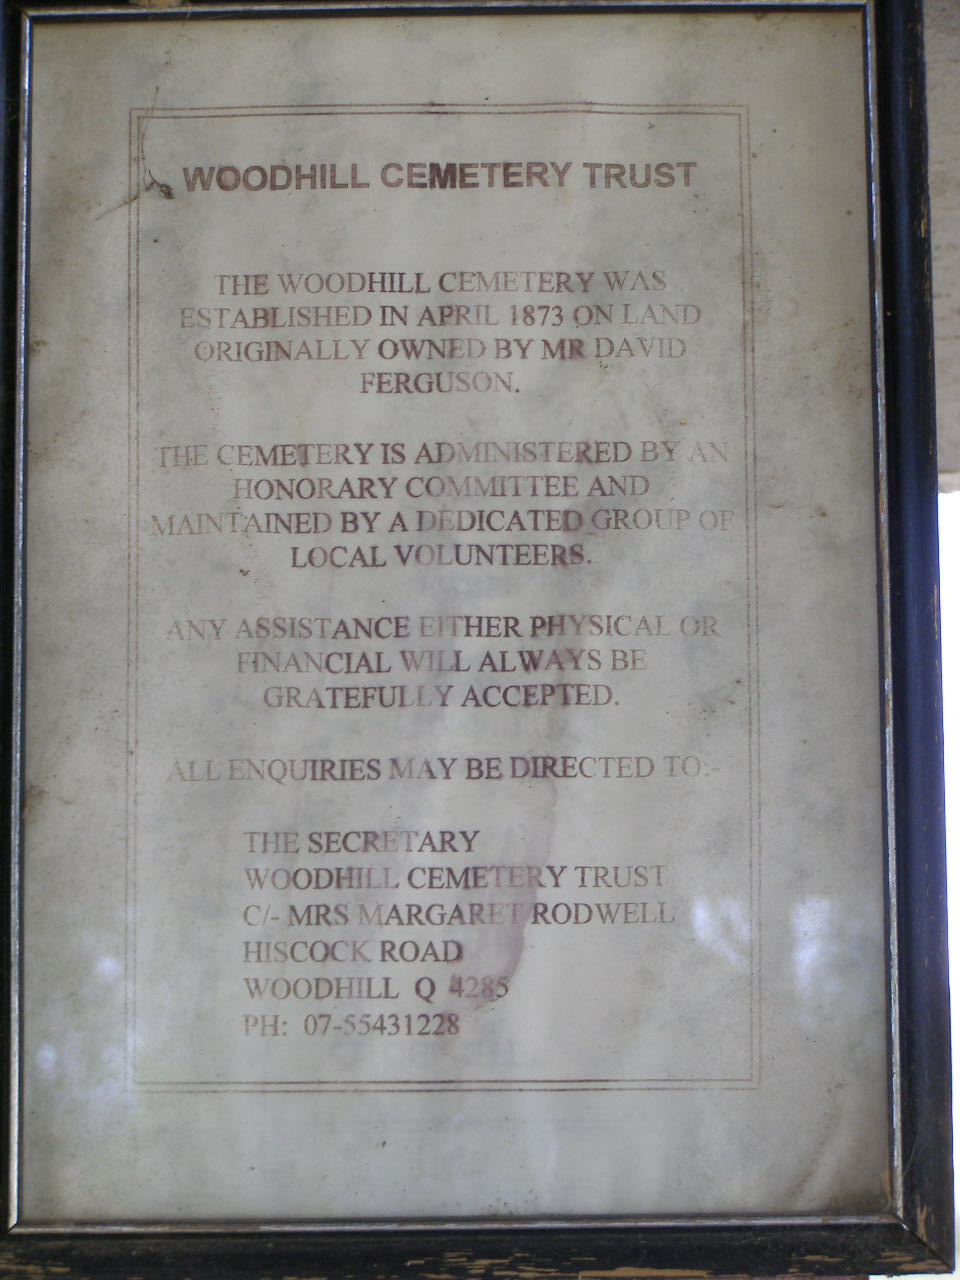 WOODHILL CEMETERY TRUST
THE WOODHILL CEMETERY WAS
ESTABLISHED IN APRIL 1873 ON LAND
ORIGINALLY OWNED BY MR DAVID
FERGUSON.
THE CEMETERY IS ADMINISTERED BY AN
HONORARY COMMITTEE AND
MAINTAINED BY A DEDICATED GROUP OF
LOCAL VOLUNTEERS.
ANY ASSISTANCE EITHER PHYSICAL OR
FINANCIAL WILL ALWAYS BE
GRATEFULLY ACCEPTED.
ALL ENQUIRIES MAY BE DIRECTED TO:-
THE SECRETARY
WOODHILL CEMETERY TRUST
C/- MRS MARGARET RODWELL
HISCOCK ROAD
WOODHILL Q 4285
PH: 07-55431228